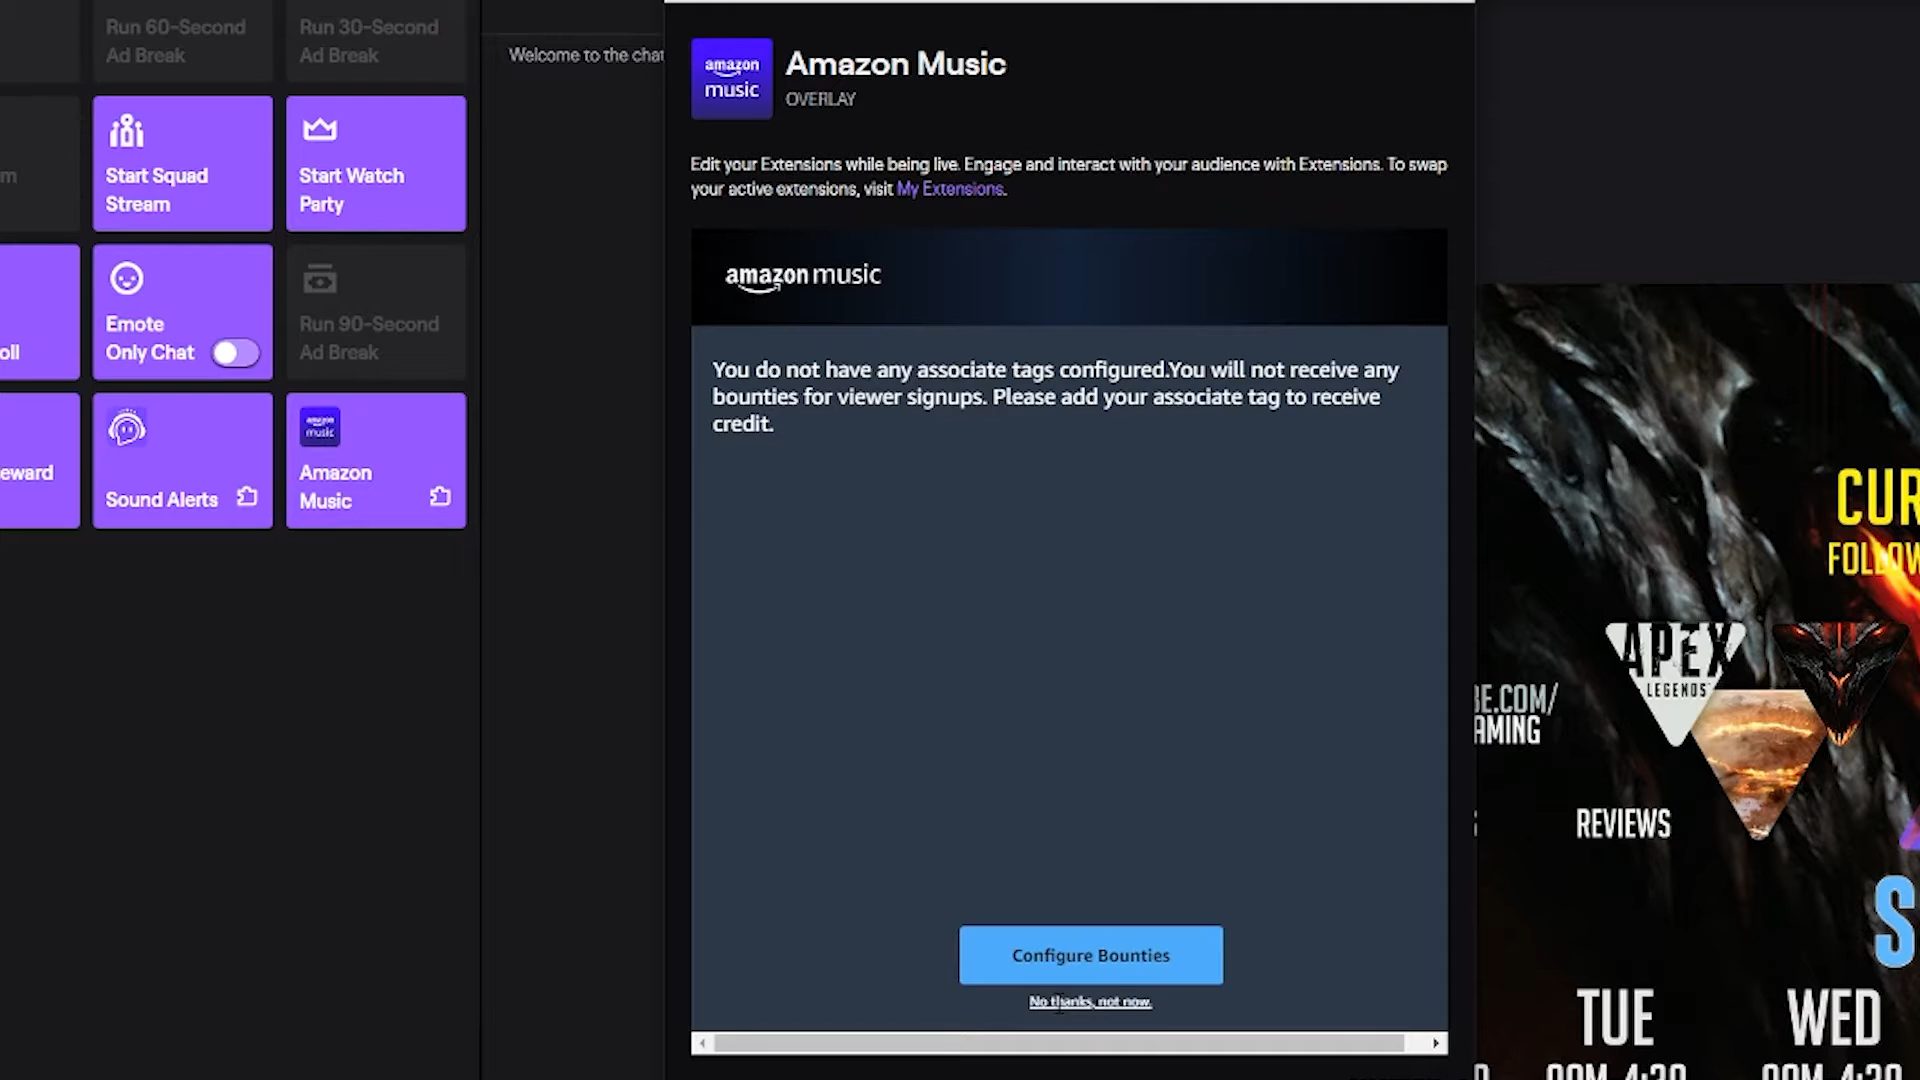 Run 60-Second
Ad Break
Run 30-Second
Ad Break
Start Squad
Stream
Start Watch
Party
Emote
Only Chat
Run 90-Second
Ad Break
Sound Alerts
amazon
music
Amazon
Music
Welcome to the chat
amazon
music
Amazon Music
OVERLAY
Edit your Extensions while being live. Engage and interact with your audience with Extensions. To swap
your active extensions, visit My Extensions.
amazon music
You do not have any associate tags configured.You will not receive any
bounties for viewer signups. Please add your associate tag to receive
credit.
Configure Bounties
No thanks, not now.
CUR
FOLLOW
APEX
LEGENDS
BE.COM/
AMING
REVIEWS
S
TUE
WED